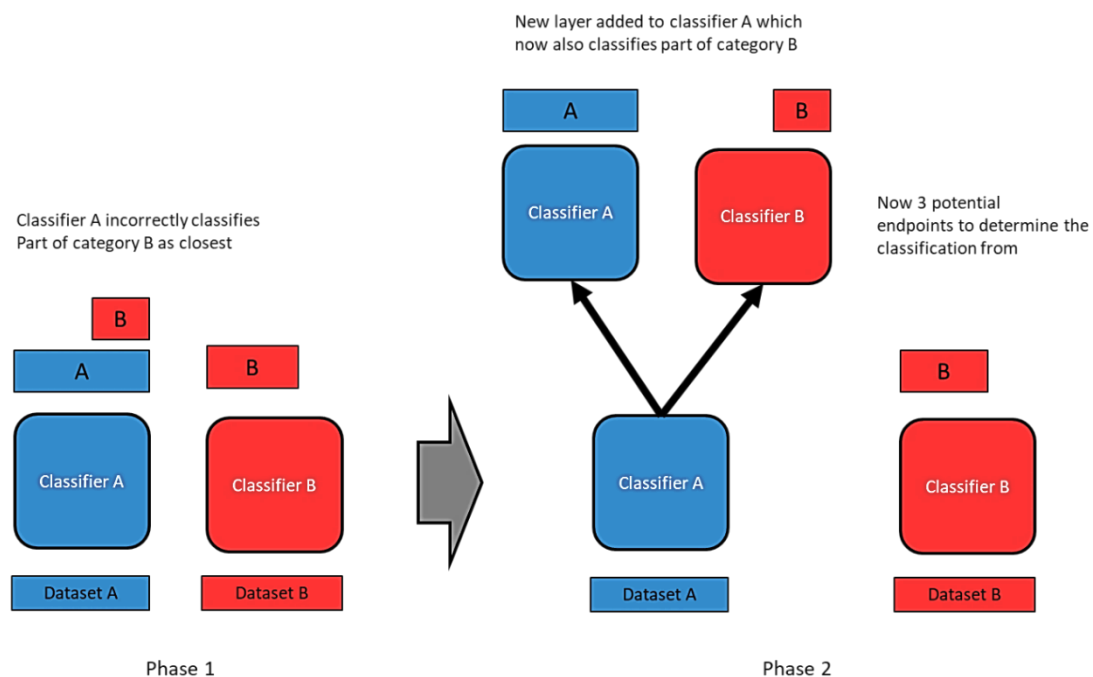 New layer added to classifier A which
now also classifies part of category B
A
B
Classifier A
Classifier B
Now 3 potential
endpoints to determine the
classification from
Classifier A incorrectly classifies
Part of category B as closest
B
A
B
B
Classifier A
Classifier B
Classifier A
Classifier B
Dataset A
Dataset B
Dataset A
Dataset B
Phase 1
Phase 2